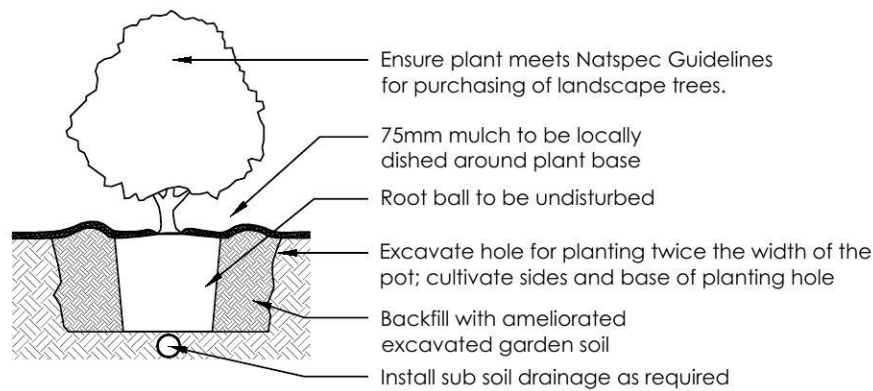 Ensure plant meets Natspec Guidelines
for purchasing of landscape trees.
75mm mulch to be locally
dished around plant base
Root ball to be undisturbed
Excavate hole for planting twice the width of the
pot; cultivate sides and base of planting hole
Backfill with ameliorated
excavated garden soil
Install sub soil drainage as required